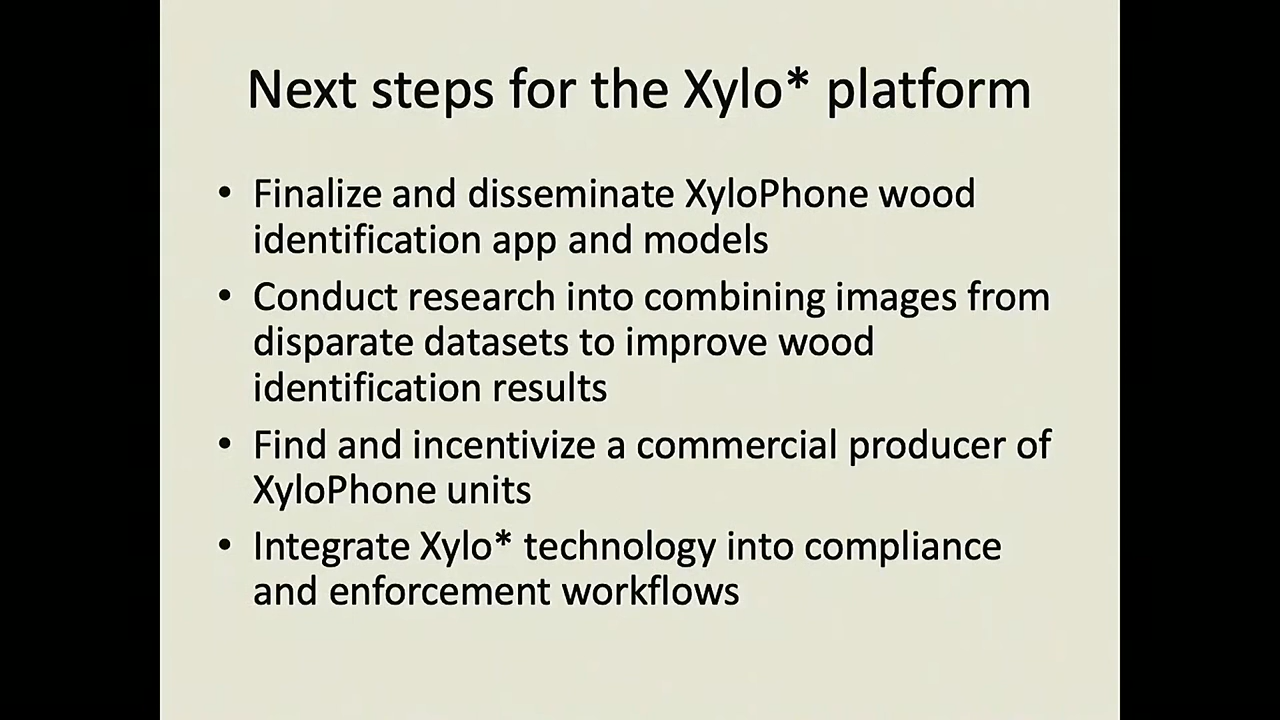 Next steps for the Xylo* platform
• Finalize and disseminate XyloPhone wood
identification app and models
• Conduct research into combining images from
disparate datasets to improve wood
identification results
• Find and incentivize a commercial producer of
XyloPhone units
• Integrate Xylo* technology into compliance
and enforcement workflows